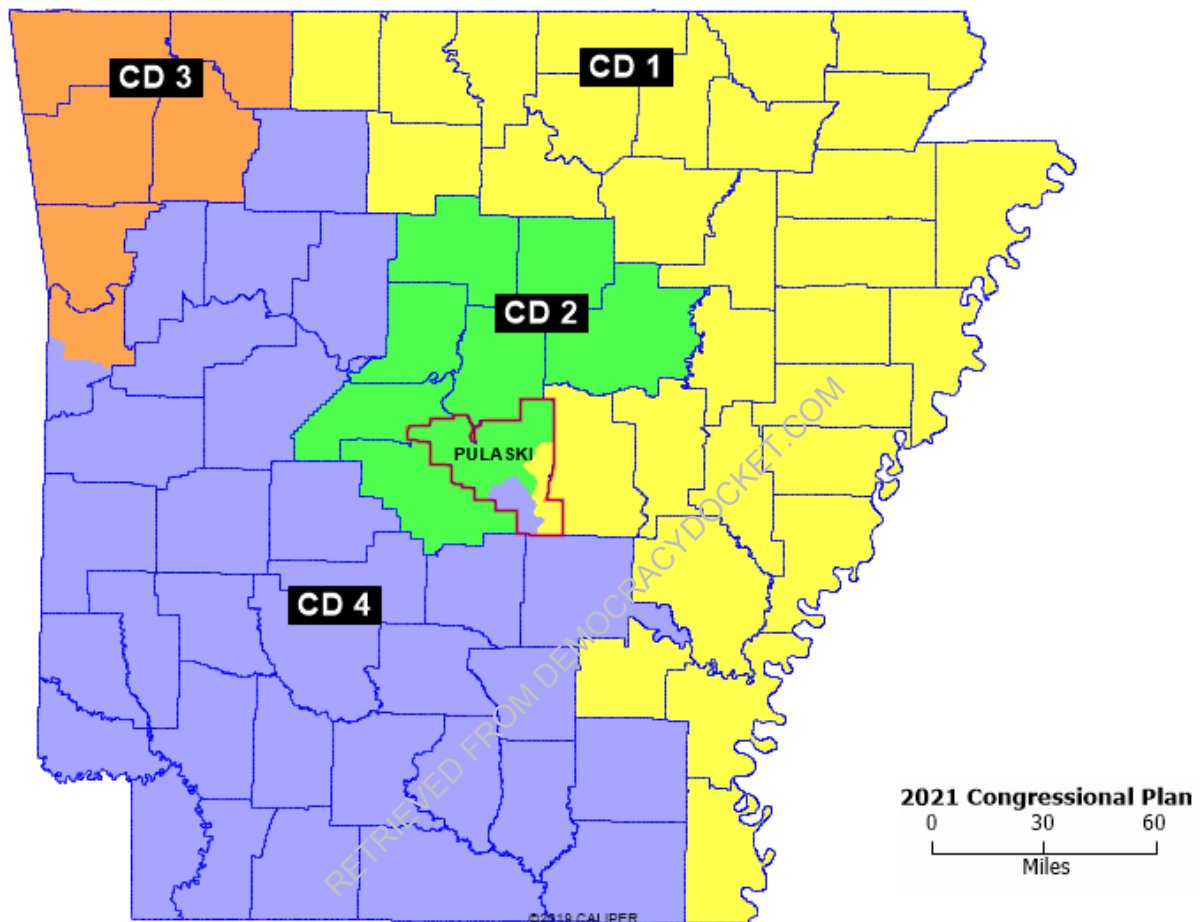 CD 3
CD 1
CD 2
PULASKI
CD 4
RETRIEVED FROM DEMOCRACYDOCKET.COM
2021 Congressional Plan
0 30 60
Miles
©2019 CALIPER